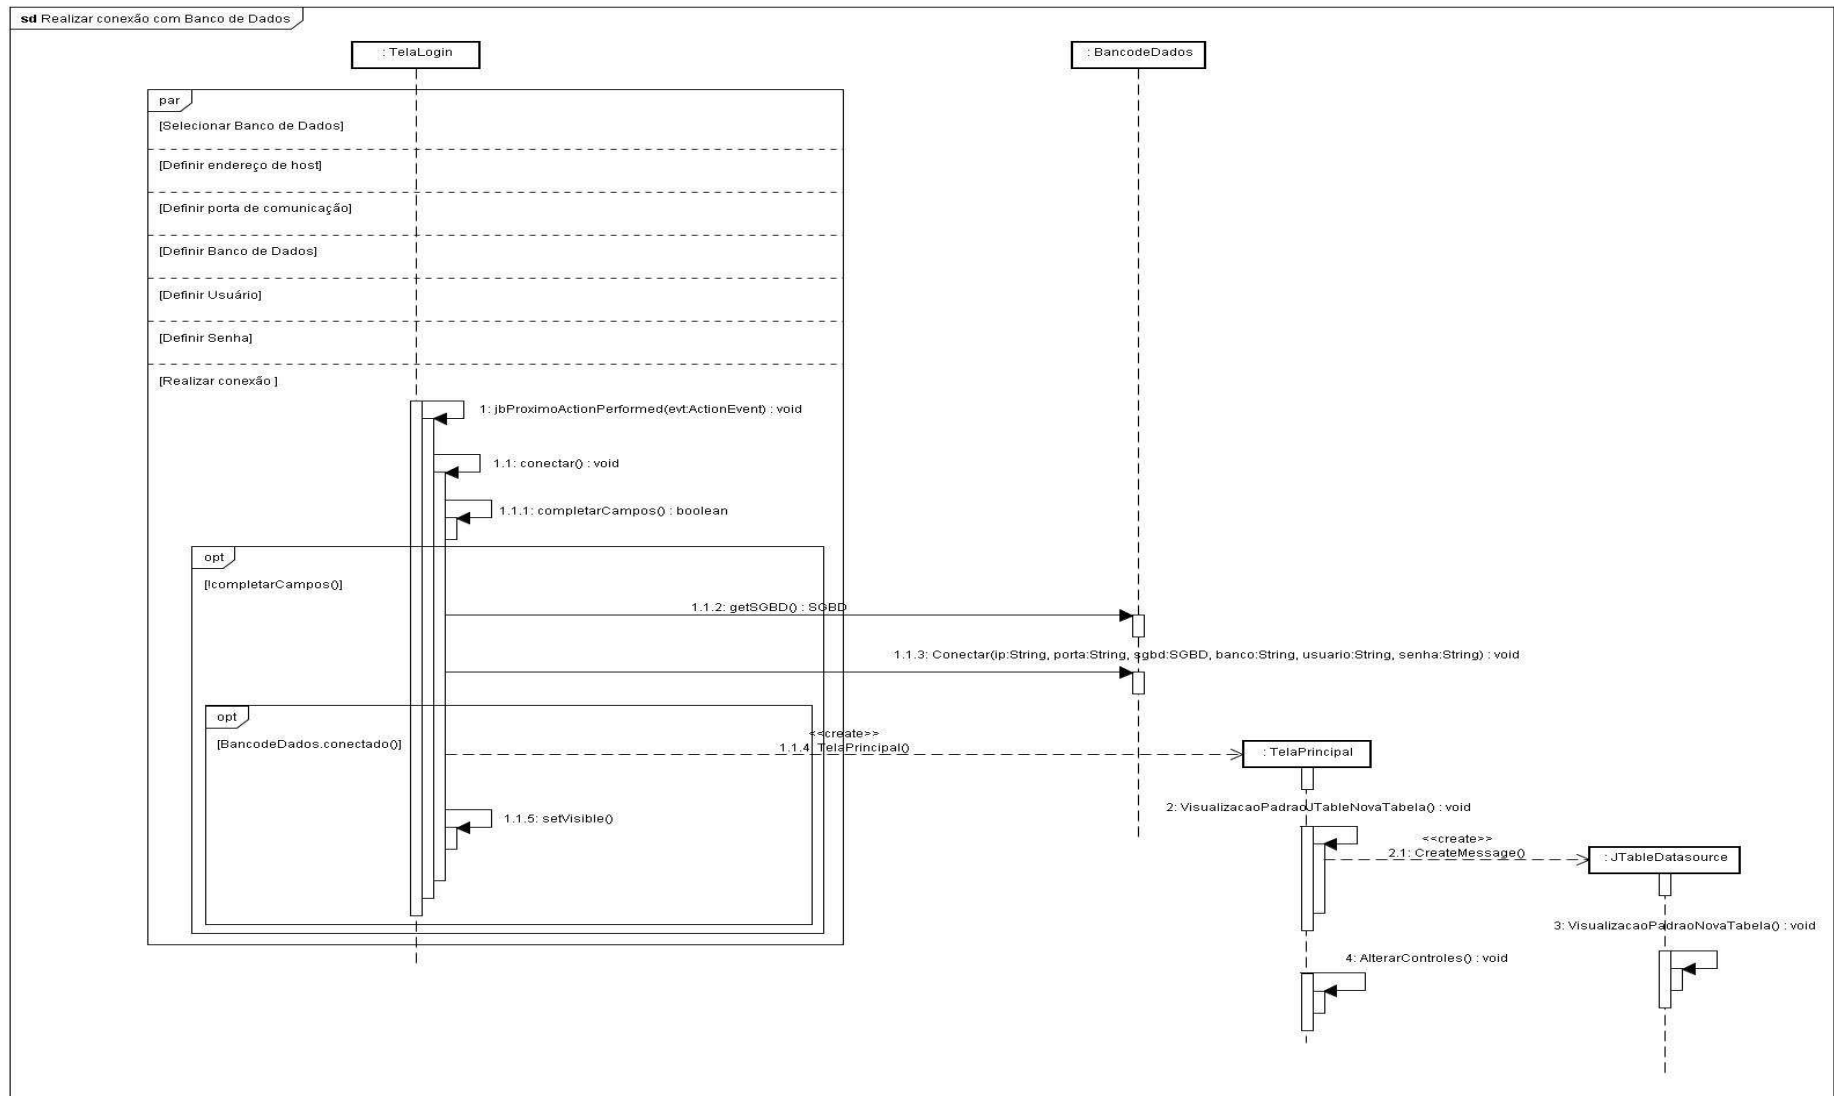 sd Realizar conexão com Banco de Dados
: TelaLogin
: BancodeDados
par
[Selecionar Banco de Dados]
[Definir endereço de host]
[Definir porta de comunicação]
[Definir Banco de Dados]
[Definir Usuário]
[Definir Senha]
[Realizar conexão ]
1: jbProximoActionPerformed(evt:ActionEvent) : void
1.1: conectar() : void
1.1.1: completarCampos() : boolean
opt
[!completarCampos()]
1.1.2: getSGBD() : SGBD
1.1.3: Conectar(ip:String, porta:String, sgbd:SGBD, banco:String, usuario:String, senha:String) : void
opt
[BancodeDados.conectado()]
<<create>>
1.1.4: TelaPrincipal()
: TelaPrincipal
1.1.5: setVisible()
2: VisualizacaoPadraoJTableNovaTabela() : void
<<create>>
2.1: CreateMessage()
: JTableDatasource
3: VisualizacaoPadraoNovaTabela() : void
4: AlterarControles() : void